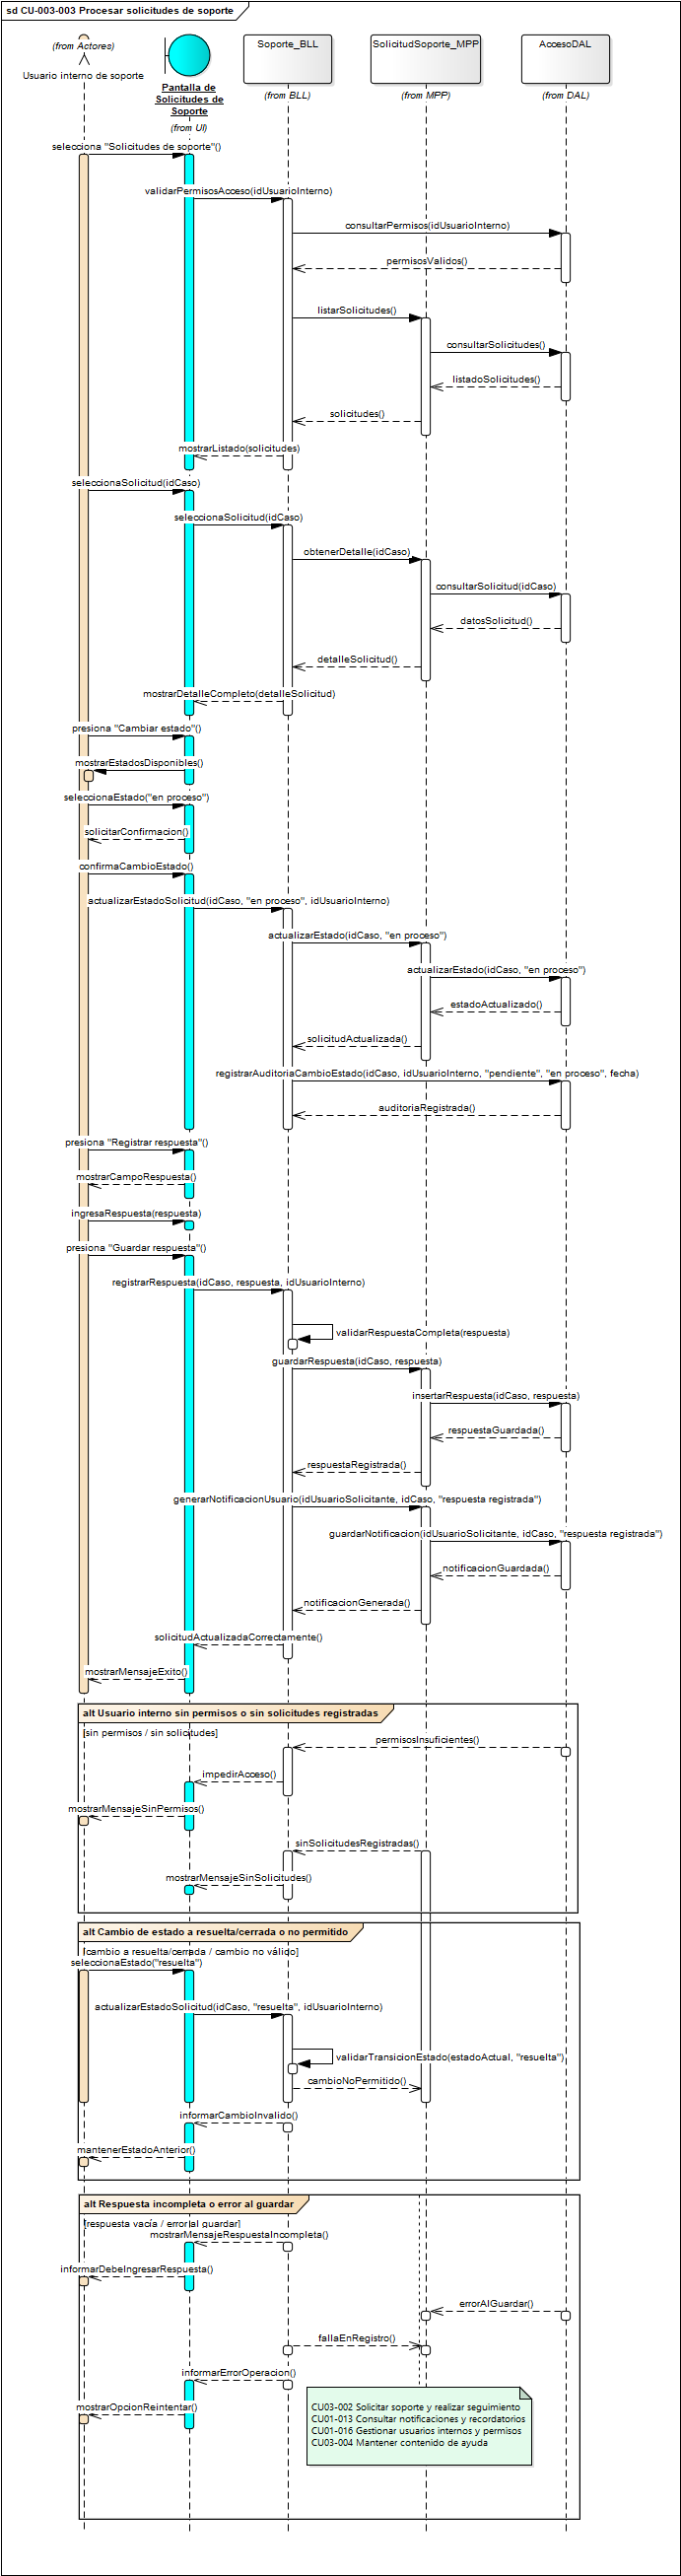 sd CU-003-003 Procesar solicitudes de soporte
(from Actores)
Usuario interno de soporte
Pantalla de
Solicitudes de
Soporte
(from UI)
Soporte_BLL
(from BLL)
SolicitudSoporte_MPP
(from MPP)
AccesoDAL
(from DAL)
selecciona "Solicitudes de soporte"()
validarPermisosAcceso(idUsuarioInterno)
consultarPermisos(idUsuarioInterno)
permisosValidos()
listarSolicitudes()
consultarSolicitudes()
listadoSolicitudes()
solicitudes()
mostrarListado(solicitudes)
seleccionaSolicitud(idCaso)
seleccionaSolicitud(idCaso)
obtenerDetalle(idCaso)
consultarSolicitud(idCaso)
datosSolicitud()
detalleSolicitud()
mostrarDetalleCompleto(detalleSolicitud)
presiona "Cambiar estado"()
mostrarEstadosDisponibles()
seleccionaEstado("en proceso")
solicitarConfirmacion()
confirmaCambioEstado()
actualizarEstadoSolicitud(idCaso, "en proceso", idUsuarioInterno)
actualizarEstado(idCaso, "en proceso")
actualizarEstado(idCaso, "en proceso")
estadoActualizado()
solicitudActualizada()
registrarAuditoriaCambioEstado(idCaso, idUsuarioInterno, "pendiente", "en proceso", fecha)
auditoriaRegistrada()
presiona "Registrar respuesta"()
mostrarCampoRespuesta()
ingresaRespuesta(respuesta)
presiona "Guardar respuesta"()
registrarRespuesta(idCaso, respuesta, idUsuarioInterno)
validarRespuestaCompleta(respuesta)
guardarRespuesta(idCaso, respuesta)
insertarRespuesta(idCaso, respuesta)
respuestaGuardada()
respuestaRegistrada()
generarNotificacionUsuario(idUsuarioSolicitante, idCaso, "respuesta registrada")
guardarNotificacion(idUsuarioSolicitante, idCaso, "respuesta registrada")
notificacionGuardada()
notificacionGenerada()
solicitudActualizadaCorrectamente()
mostrarMensajeExito()
alt Usuario interno sin permisos o sin solicitudes registradas
[sin permisos / sin solicitudes]
permisosInsuficientes()
impedirAcceso()
mostrarMensajeSinPermisos()
sinSolicitudesRegistradas()
mostrarMensajeSinSolicitudes()
alt Cambio de estado a resuelta/cerrada o no permitido
[cambio a resuelta/cerrada / cambio no válido]
seleccionaEstado("resuelta")
actualizarEstadoSolicitud(idCaso, "resuelta", idUsuarioInterno)
validarTransicionEstado(estadoActual, "resuelta")
cambioNoPermitido()
informarCambioInvalido()
mantenerEstadoAnterior()
alt Respuesta incompleta o error al guardar
[respuesta vacía / error al guardar]
mostrarMensajeRespuestaIncompleta()
informarDebeIngresarRespuesta()
errorAlGuardar()
fallaEnRegistro()
informarErrorOperacion()
mostrarOpcionReintentar()
CU03-002 Solicitar soporte y realizar seguimiento
CU01-013 Consultar notificaciones y recordatorios
CU01-016 Gestionar usuarios internos y permisos
CU03-004 Mantener contenido de ayuda